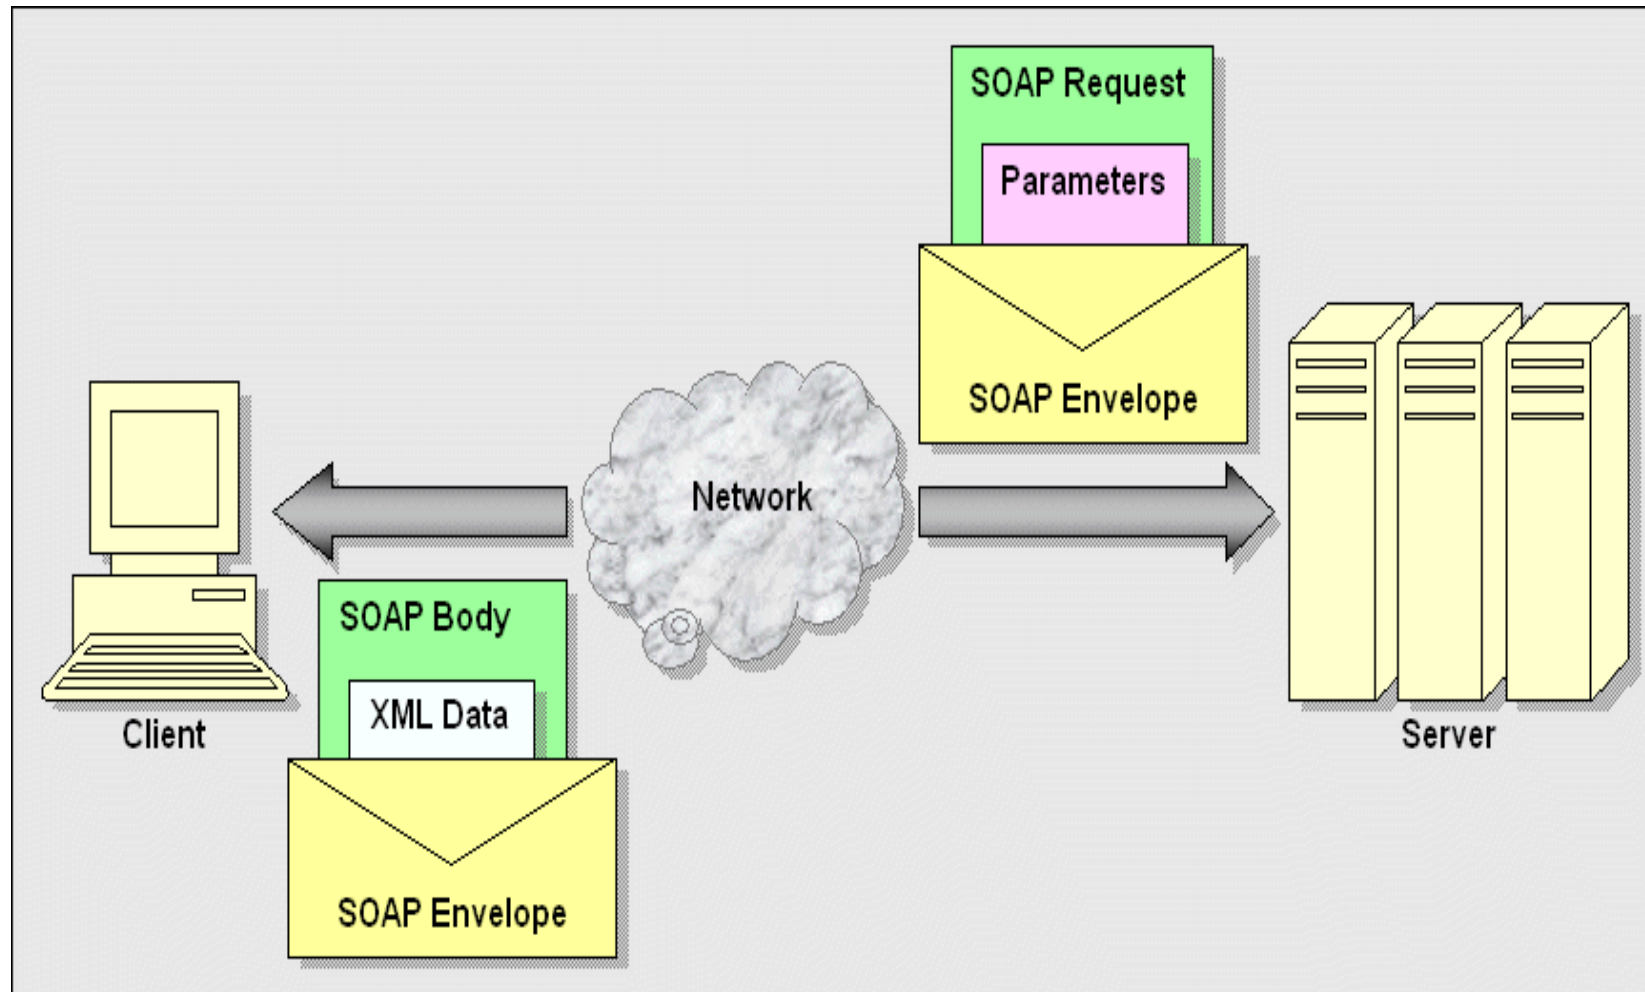 SOAP Request
Parameters
SOAP Envelope
Network
SOAP Body
XML Data
Client
Server
SOAP Envelope